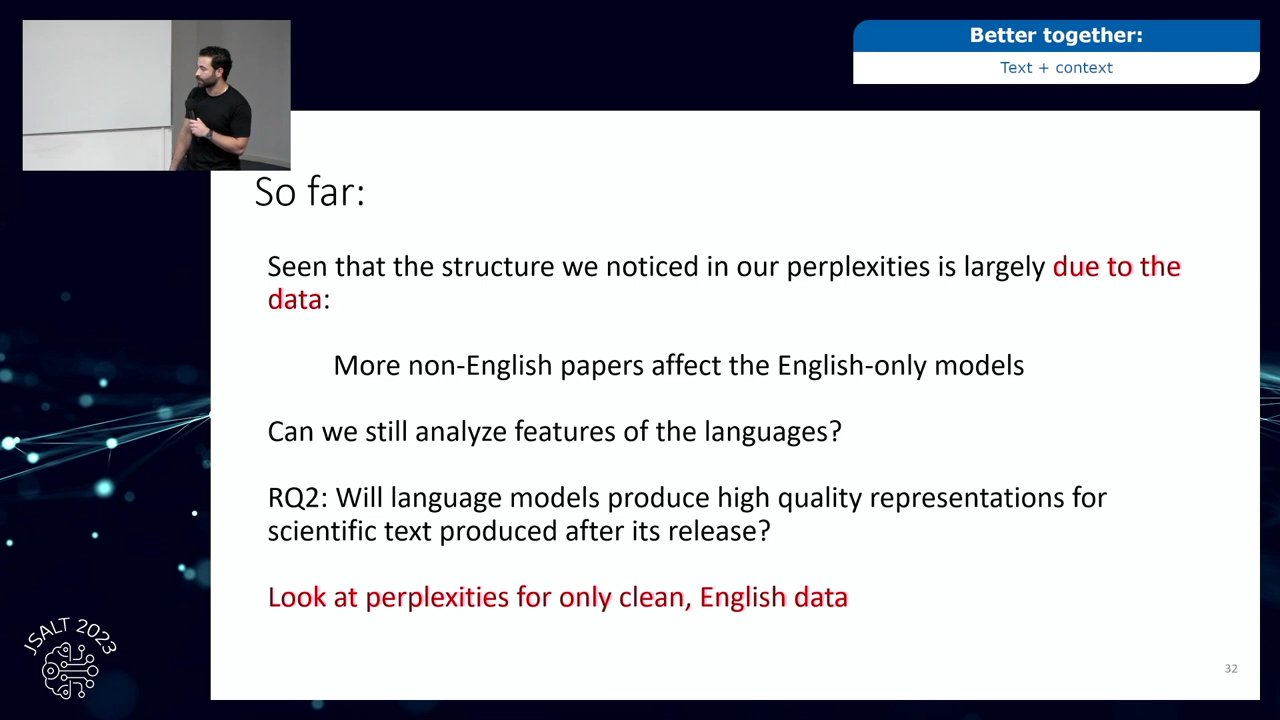 Better together:
Text + context
So far:
Seen that the structure we noticed in our perplexities is largely due to the
data:
More non-English papers affect the English-only models
Can we still analyze features of the languages?
RQ2: Will language models produce high quality representations for
scientific text produced after its release?
Look at perplexities for only clean, English data
JSALT 2023
32